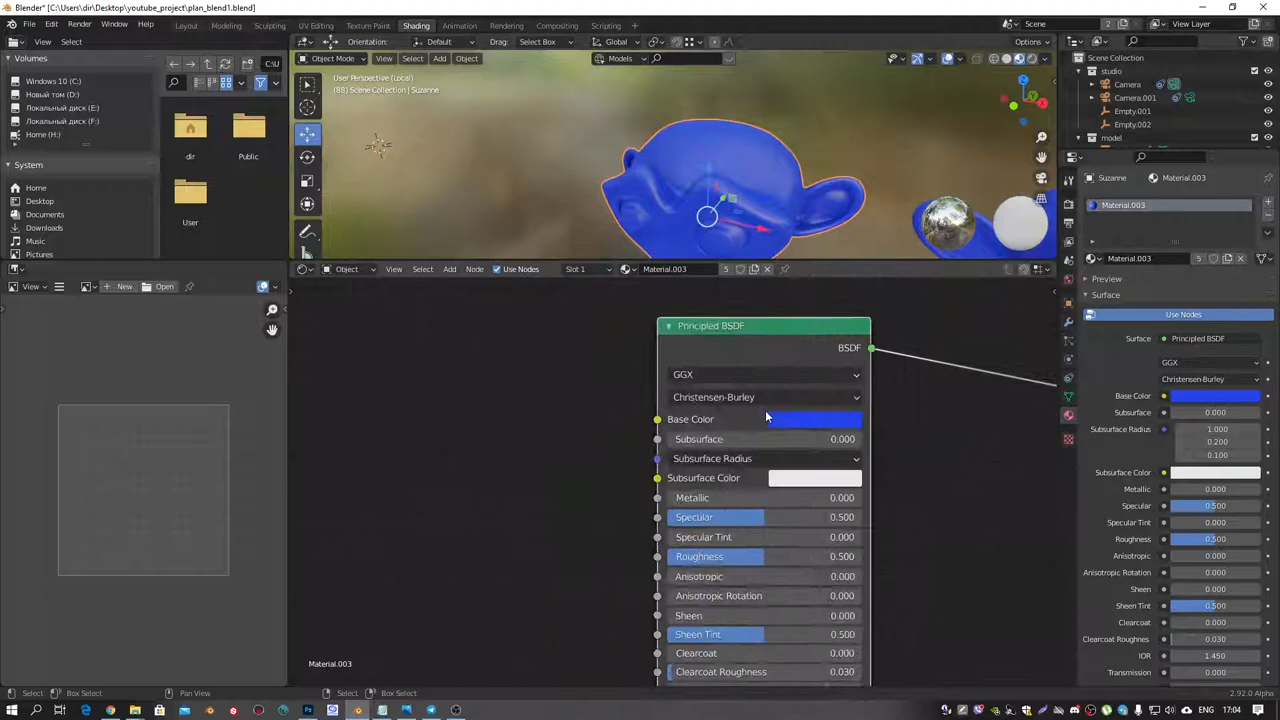 Blender* [C:\Users\dir\Desktop\youtube_project\plan_blend1.blend]
File Edit Render Window Help Layout Modeling Sculpting UV Editing Texture Paint Shading Animation Rendering Compositing Scripting
Scene 2 View Layer
View Select
Orientation: Default Drag: Select Box Global Options
Volumes
C:\U
Object Mode View Select Add Object Models
Windows 10 (C:)
Новый том (D:)
Локальный диск (E:)
Локальный диск (F:)
Home (H:)
dir
Public
User
System
Home
Desktop
Documents
Downloads
Music
Pictures
User Perspective (Local)
(88) Scene Collection | Suzanne
Z
Y
X
Scene Collection
studio
Camera
Camera.001
Empty.001
Empty.002
model
Suzanne Material.003
Material.003
Material.003 5
Preview
Surface
Use Nodes
Surface Principled BSDF
GGX
Christensen-Burley
Base Color
Subsurface 0.000
Subsurface Radius 1.000
0.200
0.100
Subsurface Color
Metallic 0.000
Specular 0.500
Specular Tint 0.000
Roughness 0.500
Anisotropic 0.000
Anisotropic Rotation 0.000
Sheen 0.000
Sheen Tint 0.500
Clearcoat 0.000
Clearcoat Roughnes 0.030
IOR 1.450
Transmission 0.000
View New Open
Object View Select Add Node Use Nodes Slot 1 Material.003 5
Principled BSDF
BSDF
GGX
Christensen-Burley
Base Color
Subsurface 0.000
Subsurface Radius
Subsurface Color
Metallic 0.000
Specular 0.500
Specular Tint 0.000
Roughness 0.500
Anisotropic 0.000
Anisotropic Rotation 0.000
Sheen 0.000
Sheen Tint 0.500
Clearcoat 0.000
Clearcoat Roughness 0.030
Material.003
Select Box Select Pan View Select Box Select 2.92.0 Alpha
ENG 17:04